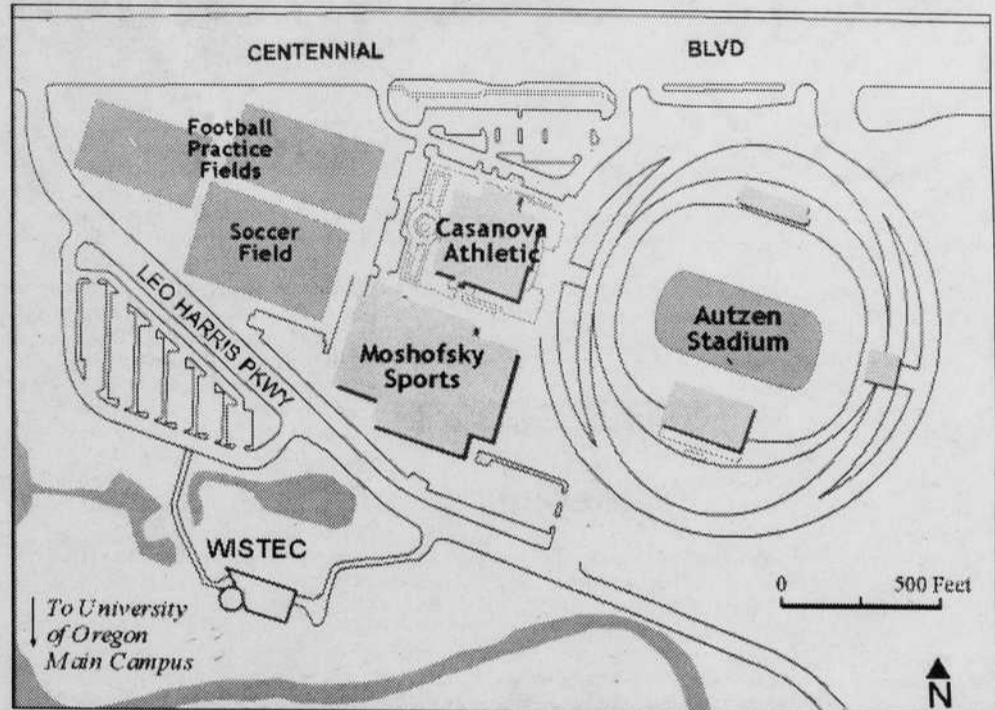 CENTENNIAL BLVD
Football
Practice
Fields
Soccer
Field
Casanova
Athletic
LEO HARRIS PKWY
Moshofsky
Sports
Autzen
Stadium
WISTEC
0 500 Feet
To University
of Oregon
Main Campus
N